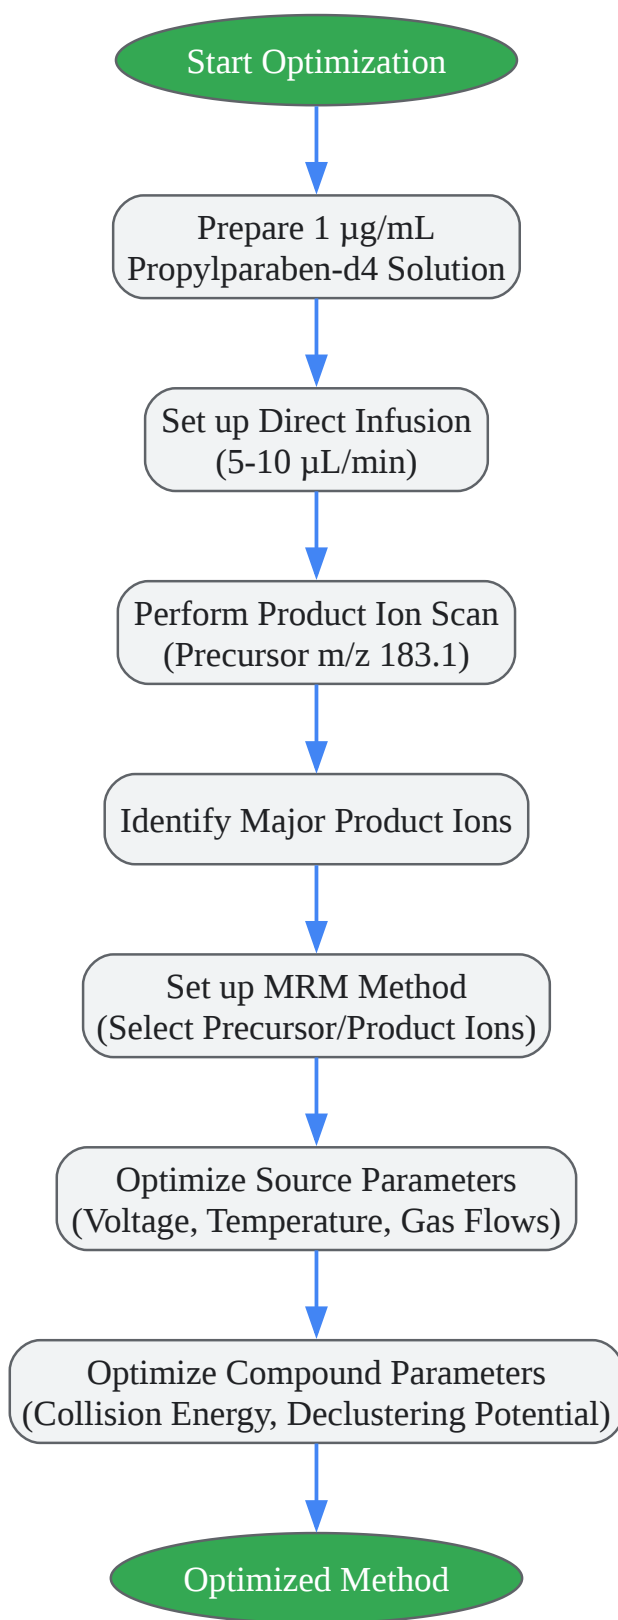 Start Optimization
Prepare 1 µg/mL
Propylparaben-d4 Solution
Set up Direct Infusion
(5-10 µL/min)
Perform Product Ion Scan
(Precursor m/z 183.1)
Identify Major Product Ions
Set up MRM Method
(Select Precursor/Product Ions)
Optimize Source Parameters
(Voltage, Temperature, Gas Flows)
Optimize Compound Parameters
(Collision Energy, Declustering Potential)
Optimized Method